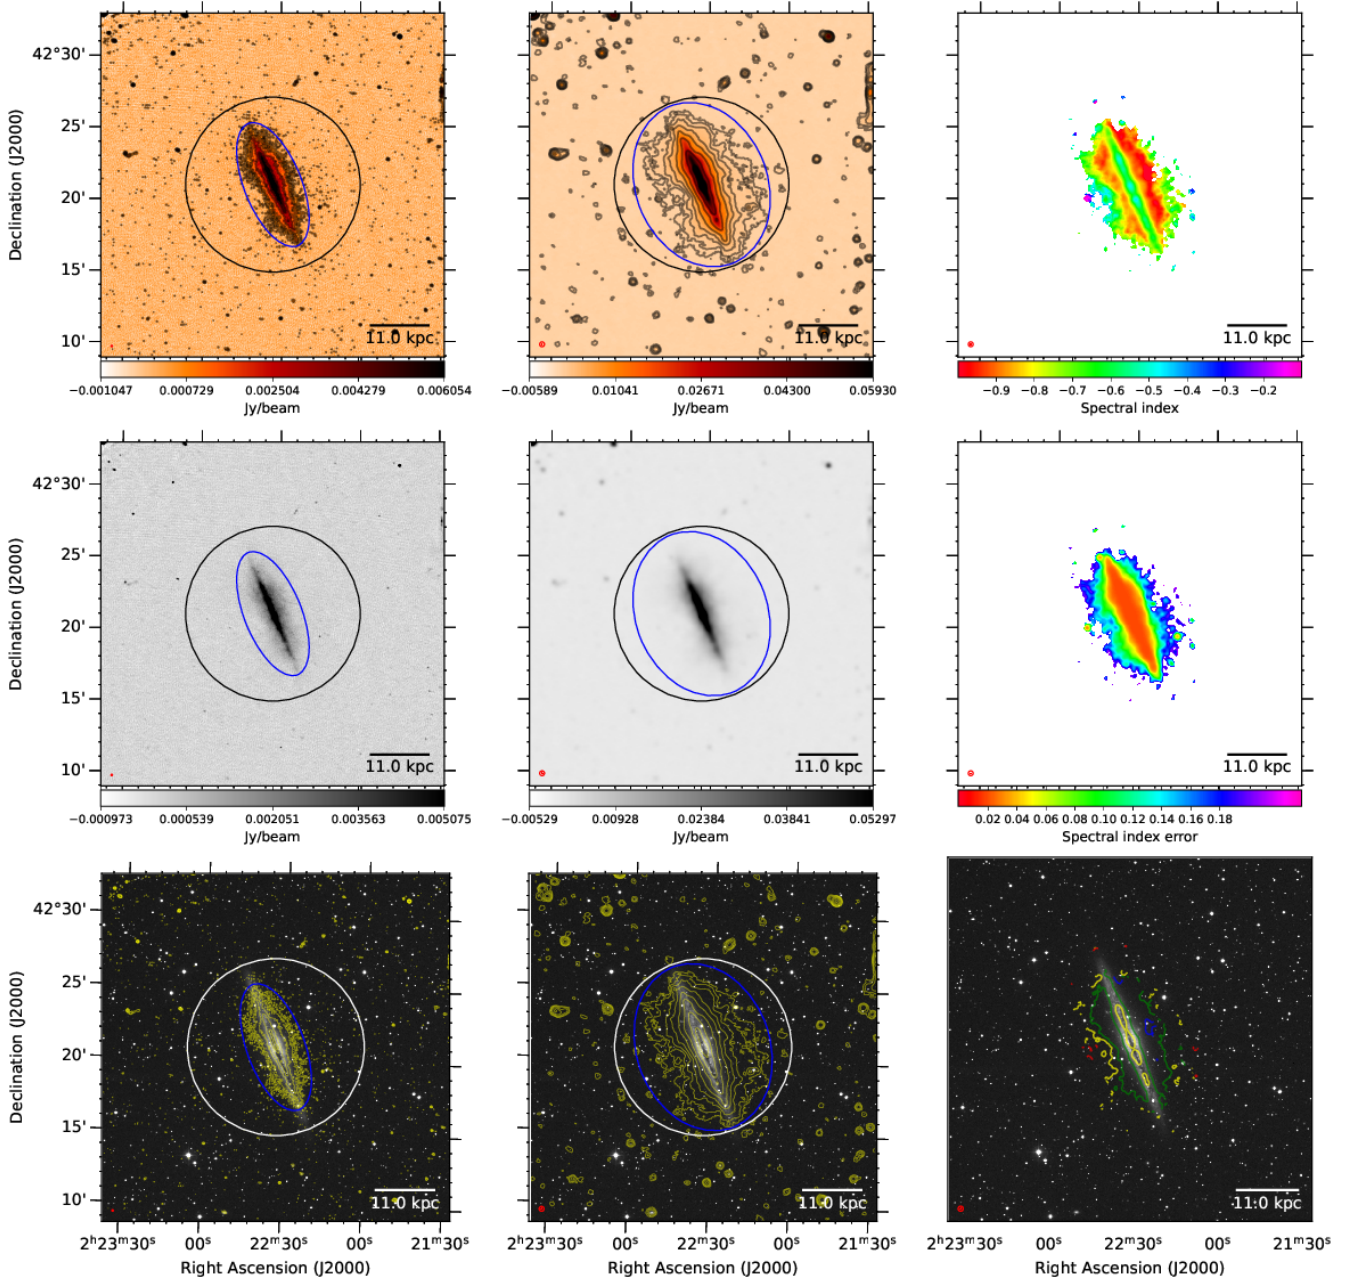 42°30'
25'
20'
15'
10'
Declination (J2000)
11.0 kpc
11.0 kpc
11.0 kpc
−0.001047 0.000729 0.002504 0.004279 0.006054
Jy/beam
−0.00589 0.01041 0.02671 0.04300 0.05930
Jy/beam
−0.9 −0.8 −0.7 −0.6 −0.5 −0.4 −0.3 −0.2
Spectral index
42°30'
25'
20'
15'
10'
Declination (J2000)
11.0 kpc
11.0 kpc
11.0 kpc
−0.000973 0.000539 0.002051 0.003563 0.005075
Jy/beam
−0.00529 0.00928 0.02384 0.03841 0.05297
Jy/beam
0.02 0.04 0.06 0.08 0.10 0.12 0.14 0.16 0.18
Spectral index error
42°30'
25'
20'
15'
10'
Declination (J2000)
11.0 kpc
11.0 kpc
11.0 kpc
2ʰ23ᵐ30ˢ 00ˢ 22ᵐ30ˢ 00ˢ 21ᵐ30ˢ
Right Ascension (J2000)
2ʰ23ᵐ30ˢ 00ˢ 22ᵐ30ˢ 00ˢ 21ᵐ30ˢ
Right Ascension (J2000)
2ʰ23ᵐ30ˢ 00ˢ 22ᵐ30ˢ 00ˢ 21ᵐ30ˢ
Right Ascension (J2000)